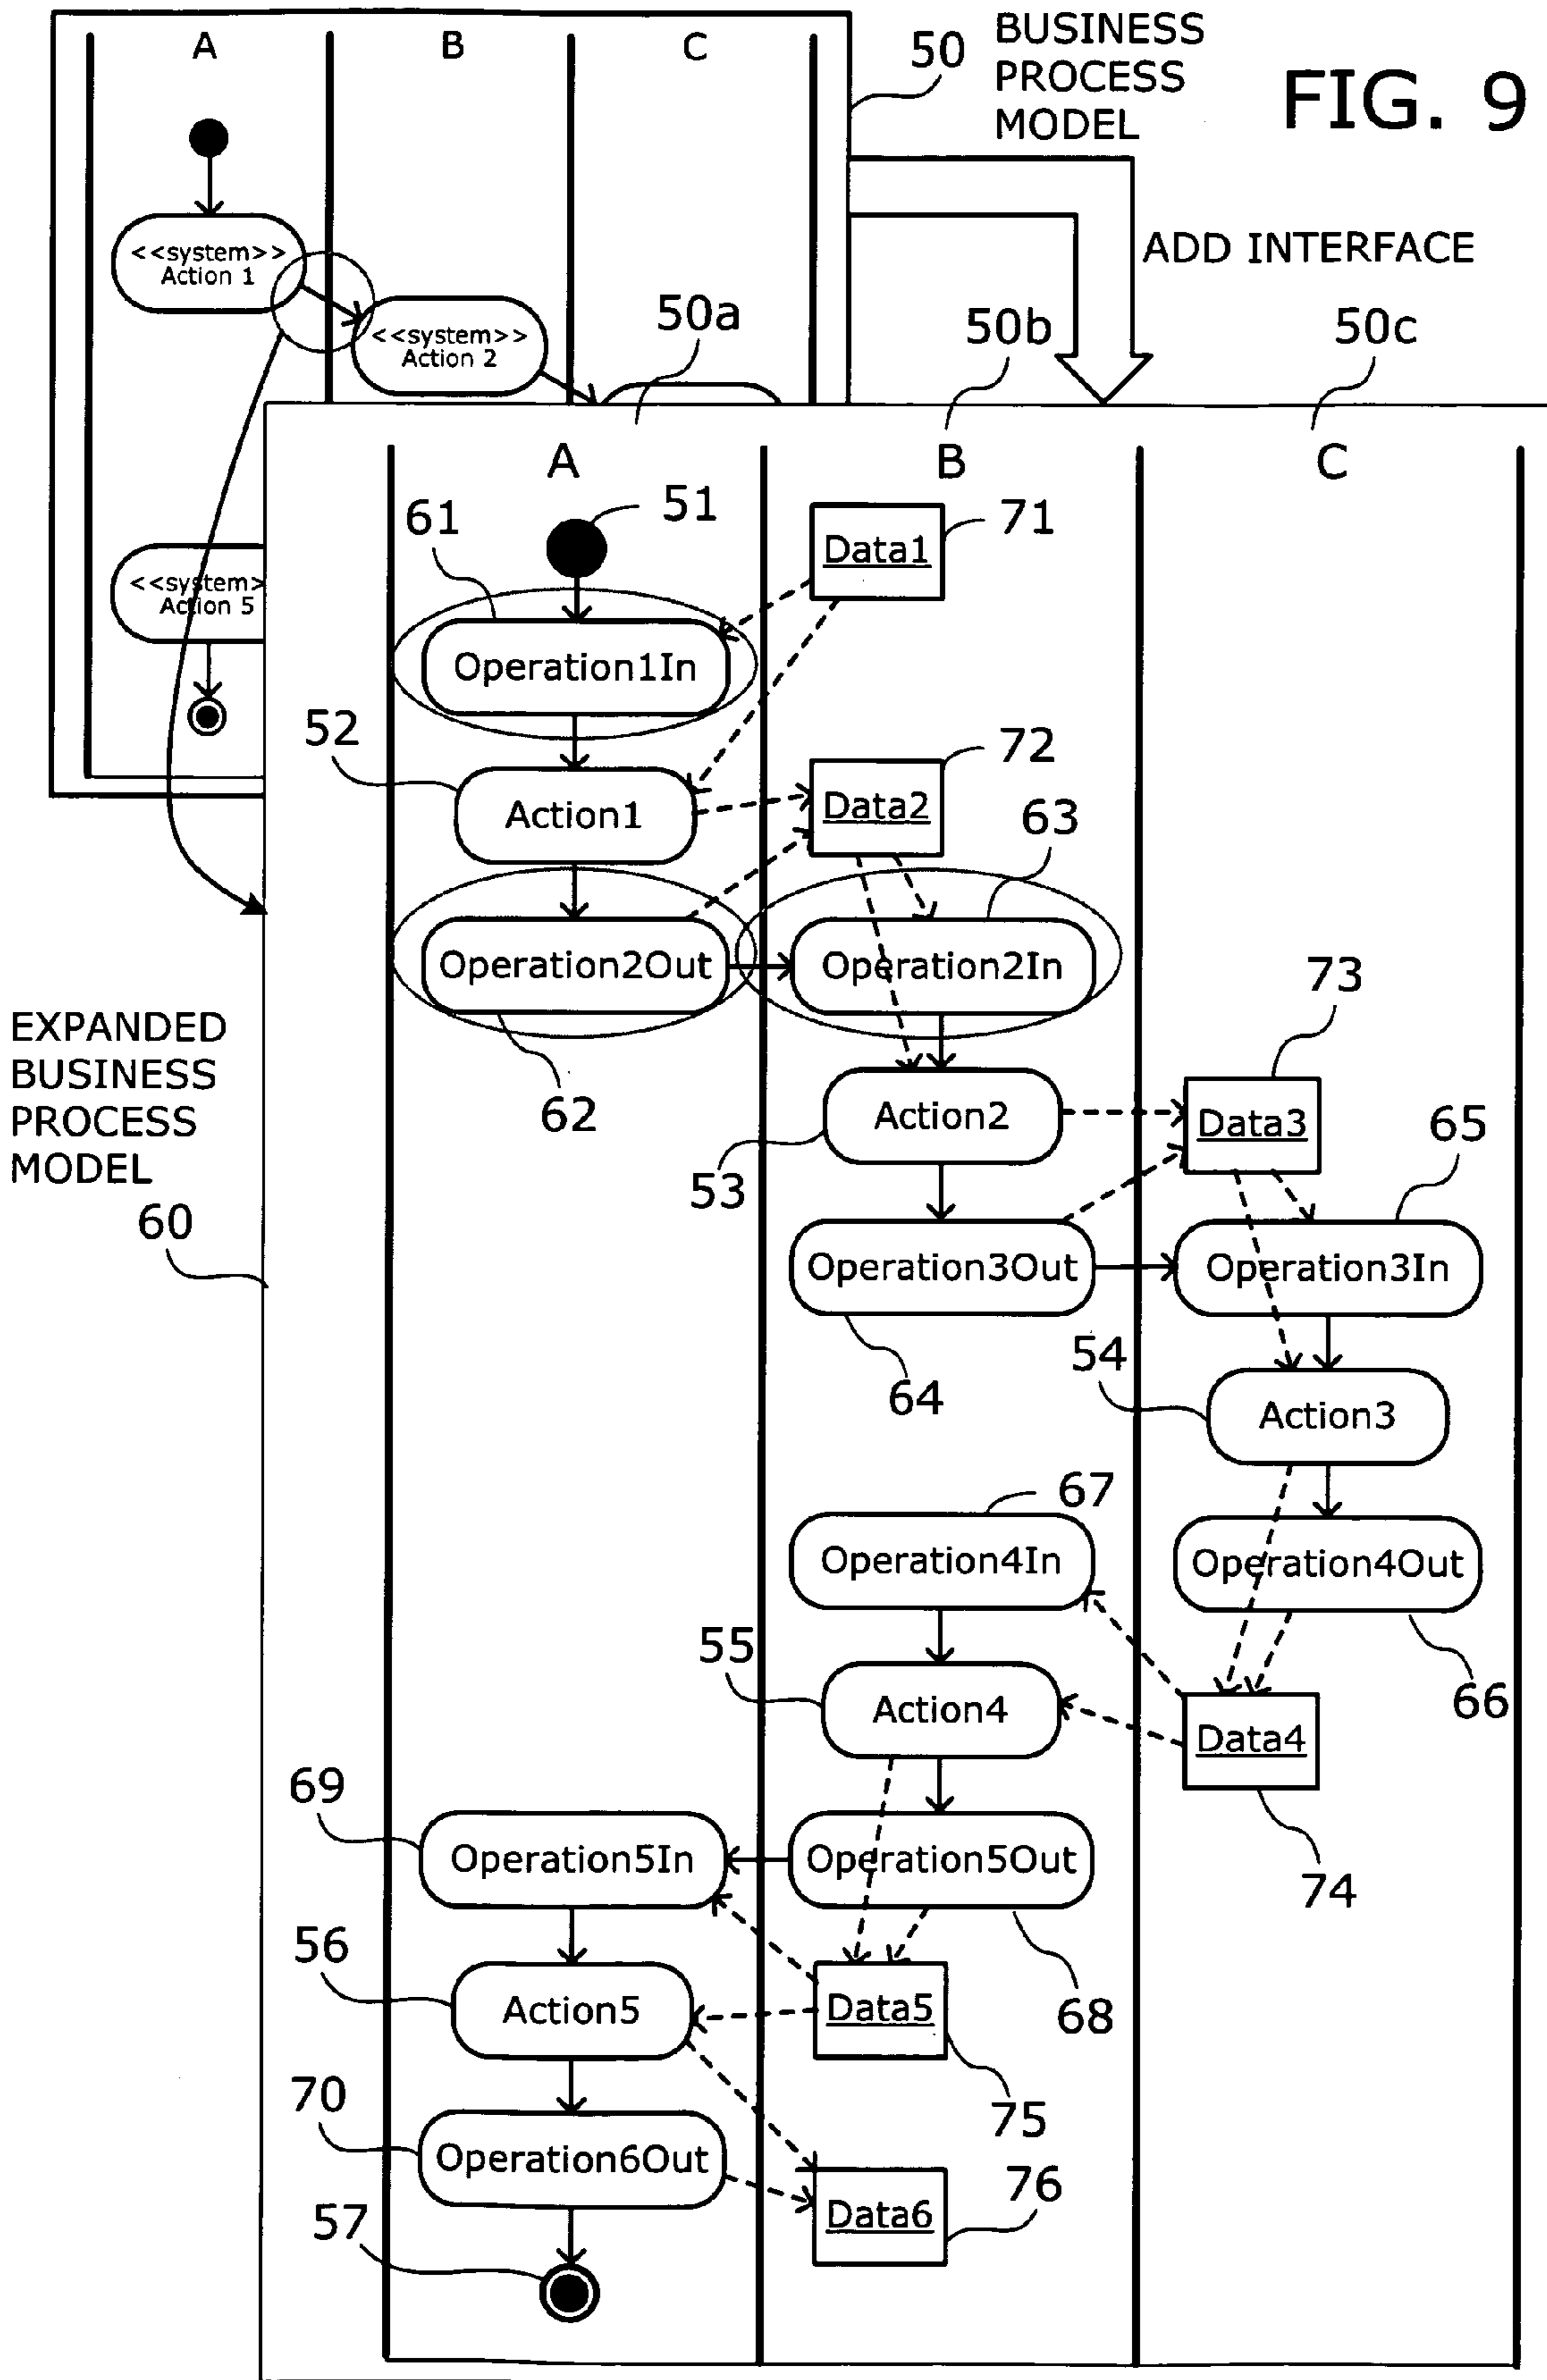 FIG. 9
BUSINESS
PROCESS
MODEL
50
A
B
C
<<system>>
Action 1
<<system>>
Action 2
ADD INTERFACE
50a
50b
50c
<<system>
Action 5
A
B
C
51
61
Data1
71
Operation1In
52
72
Action1
Data2
63
Operation2Out
Operation2In
73
EXPANDED
BUSINESS
PROCESS
MODEL
60
62
Action2
Data3
65
53
Operation3Out
Operation3In
54
64
Action3
67
Operation4In
Operation4Out
55
66
Action4
Data4
69
Operation5In
Operation5Out
74
56
Action5
Data5
68
70
75
Operation6Out
76
Data6
57